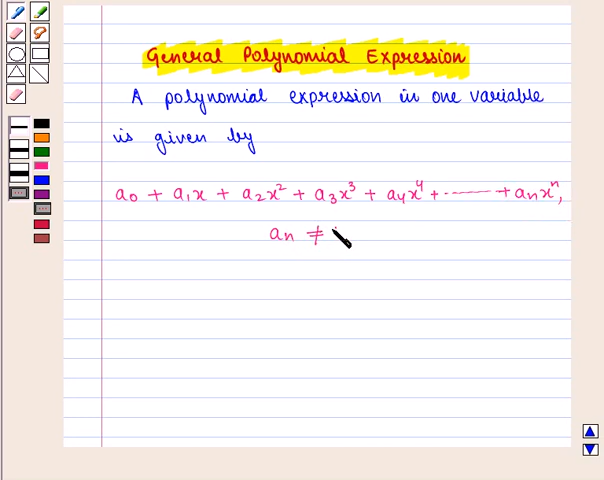 General Polynomial Expression
A polynomial expression in one variable
is given by
a₀ + a₁x + a₂x² + a₃x³ + a₄x⁴ + ........ + aₙxⁿ,
aₙ ≠